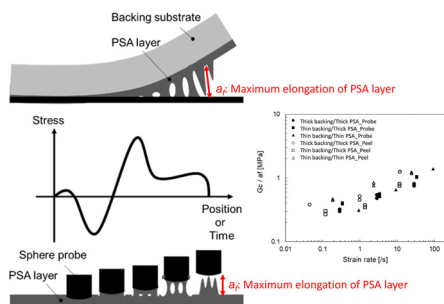 Backing substrate
PSA layer
af: Maximum elongation of PSA layer
Stress
Position
or
Time
Sphere probe
PSA layer
af: Maximum elongation of PSA layer
Gc / af [MPa]
10
1
0.1
0.01
0.1
1
10
100
Strain rate [/s]
Thick backing/Thick PSA_Probe
Thin backing/Thick PSA_Probe
Thin backing/Thin PSA_Probe
Thick backing/Thick PSA_Peel
Thin backing/Thick PSA_Peel
Thin backing/Thin PSA_Peel